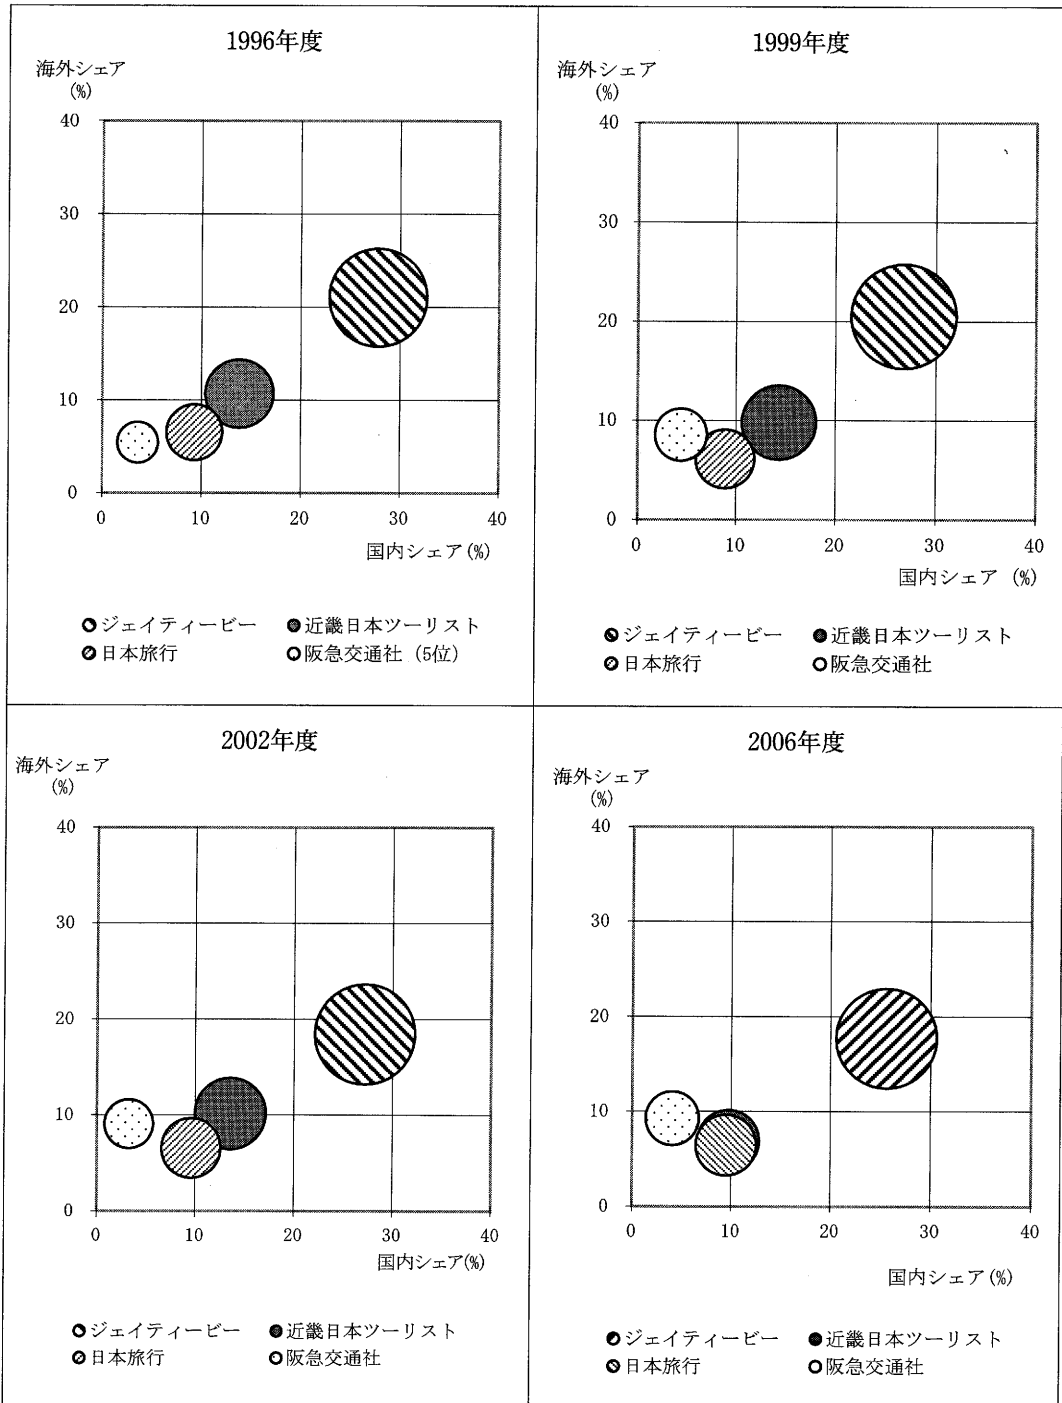 1996年度
海外シェア
(%)
40
30
20
10
0
0 10 20 30 40
国内シェア(%)
ジェイティービー 近畿日本ツーリスト
日本旅行 阪急交通社 (5位)
1999年度
海外シェア
(%)
40
30
20
10
0
0 10 20 30 40
国内シェア (%)
ジェイティービー 近畿日本ツーリスト
日本旅行 阪急交通社
2002年度
海外シェア
(%)
40
30
20
10
0
0 10 20 30 40
国内シェア(%)
ジェイティービー 近畿日本ツーリスト
日本旅行 阪急交通社
2006年度
海外シェア
(%)
40
30
20
10
0
0 10 20 30 40
国内シェア(%)
ジェイティービー 近畿日本ツーリスト
日本旅行 阪急交通社